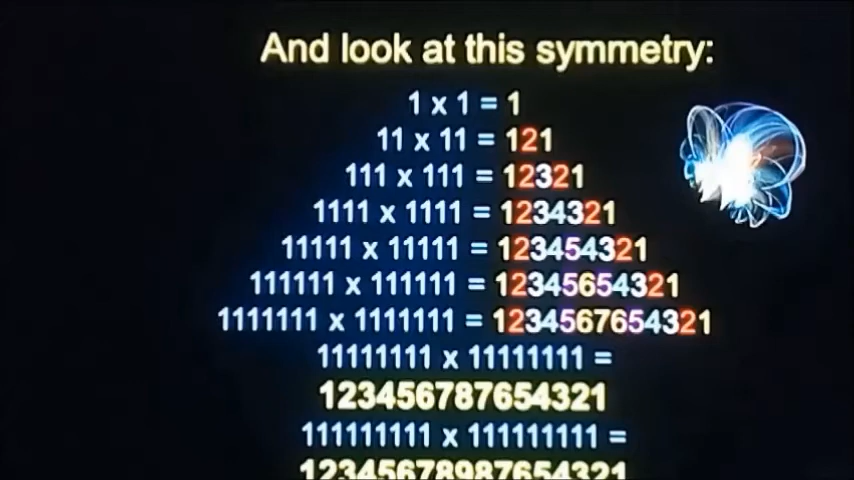 And look at this symmetry:
1 x 1 = 1
11 x 11 = 121
111 x 111 = 12321
1111 x 1111 = 1234321
11111 x 11111 = 123454321
111111 x 111111 = 12345654321
1111111 x 1111111 = 1234567654321
11111111 x 11111111 =
123456787654321
111111111 x 111111111 =
12345678987654321